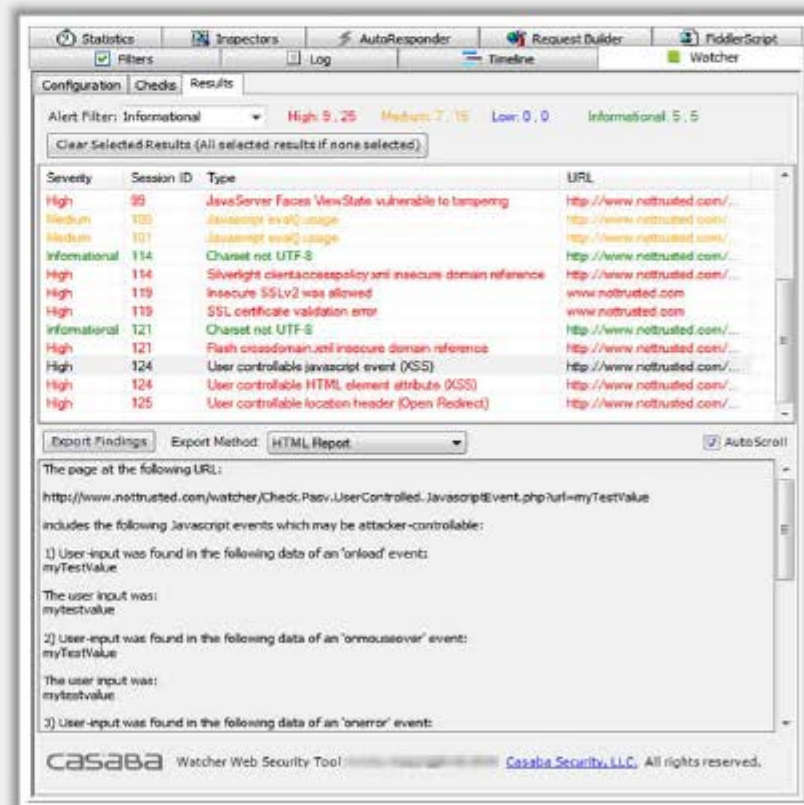 Statistics Inspectors AutoResponder Request Builder FiddlerScript
Filters Log Timeline Watcher
Configuration Checks Results
Alert Filter: Informational High: 9 , 25 Medium: 7 , 15 Low: 0 , 0 Informational: 5 , 5
Clear Selected Results (All selected results if none selected)
Severity Session ID Type URL
High 99 JavaServer Faces ViewState vulnerable to tampering http://www.nottrusted.com/...
Medium 100 Javascript eval() usage http://www.nottrusted.com/...
Medium 101 Javascript eval() usage http://www.nottrusted.com/...
Informational 114 Charset not UTF-8 http://www.nottrusted.com/...
High 114 Silverlight clientaccesspolicy.xml insecure domain reference http://www.nottrusted.com/...
High 119 Insecure SSLv2 was allowed www.nottrusted.com
High 119 SSL certificate validation error www.nottrusted.com
Informational 121 Charset not UTF-8 http://www.nottrusted.com/...
High 121 Flash crossdomain.xml insecure domain reference http://www.nottrusted.com/...
High 124 User controllable javascript event (XSS) http://www.nottrusted.com/...
High 124 User controllable HTML element attribute (XSS) http://www.nottrusted.com/...
High 125 User controllable location header (Open Redirect) http://www.nottrusted.com/...
Export Findings Export Method: HTML Report AutoScroll
The page at the following URL:
http://www.nottrusted.com/watcher/Check.Pasv.UserControlled.JavascriptEvent.php?url=myTestValue
includes the following Javascript events which may be attacker-controllable:
1) User-input was found in the following data of an 'onload' event:
myTestValue
The user input was:
mytestvalue
2) User-input was found in the following data of an 'onmouseover' event:
myTestValue
The user input was:
mytestvalue
3) User-input was found in the following data of an 'onerror' event:
casaba Watcher Web Security Tool Casaba Security, LLC. All rights reserved.